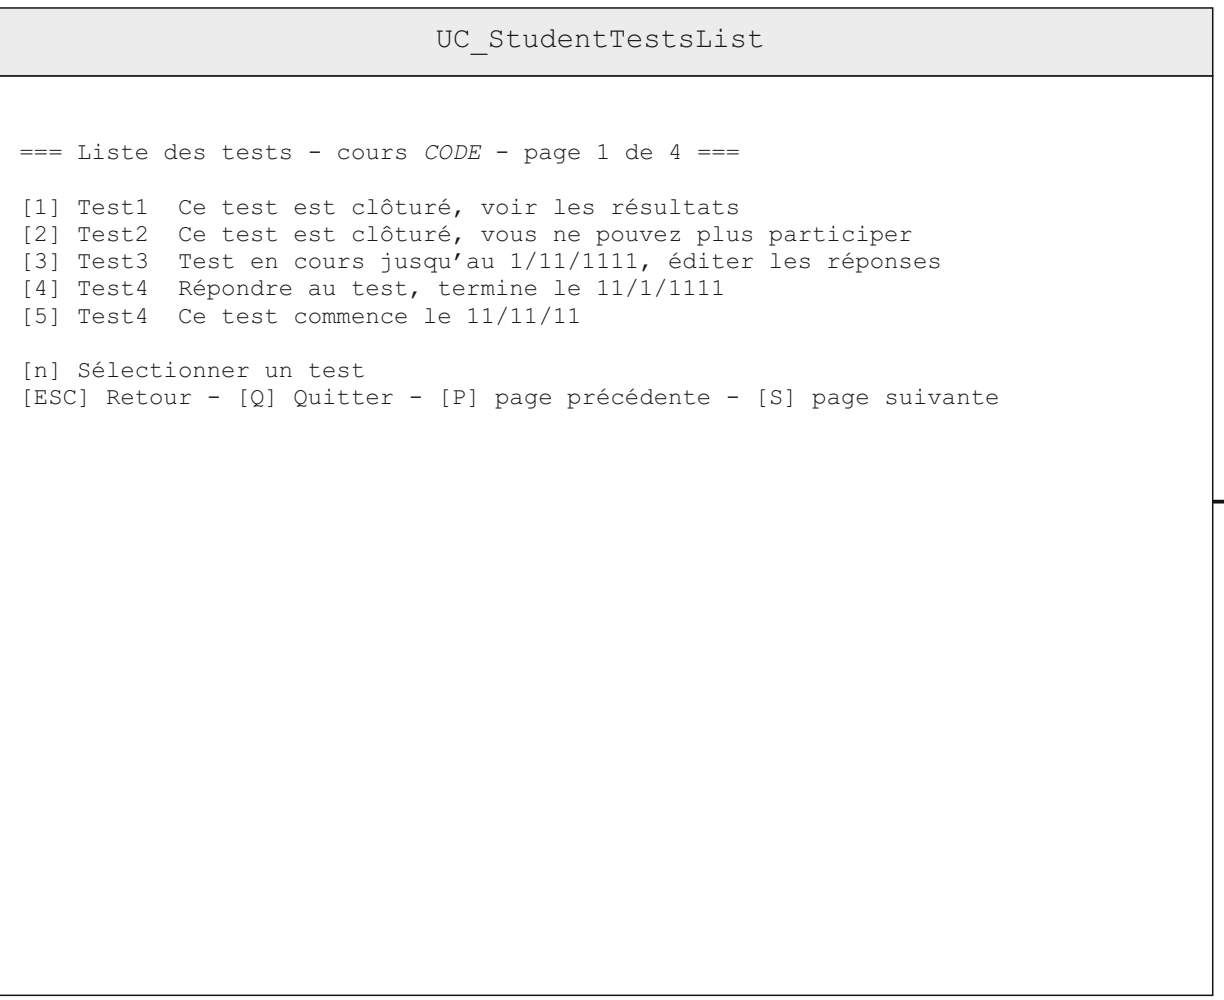 UC_StudentTestsList
=== Liste des tests - cours CODE - page 1 de 4 ===
[1] Test1 Ce test est clôturé, voir les résultats
[2] Test2 Ce test est clôturé, vous ne pouvez plus participer
[3] Test3 Test en cours jusqu’au 1/11/1111, éditer les réponses
[4] Test4 Répondre au test, termine le 11/1/1111
[5] Test4 Ce test commence le 11/11/11
[n] Sélectionner un test
[ESC] Retour - [Q] Quitter - [P] page précédente - [S] page suivante